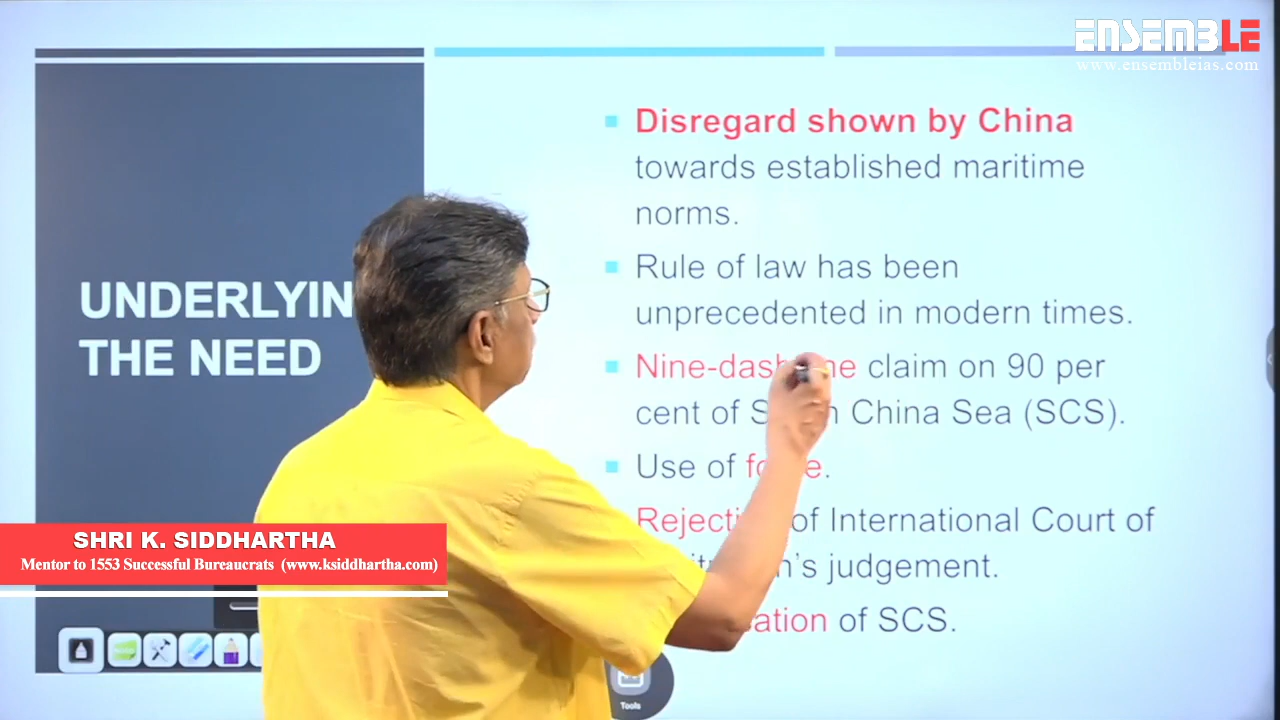 ENSEMBLE
www.ensembleias.com
UNDERLYIN
THE NEED
Disregard shown by China
towards established maritime
norms.
Rule of law has been
unprecedented in modern times.
Nine-dash claim on 90 per
cent of China Sea (SCS).
Use of
Rejecti of International Court of
judgement.
of SCS.
SHRI K. SIDDHARTHA
Mentor to 1553 Successful Bureaucrats (www.ksiddhartha.com)
Tools